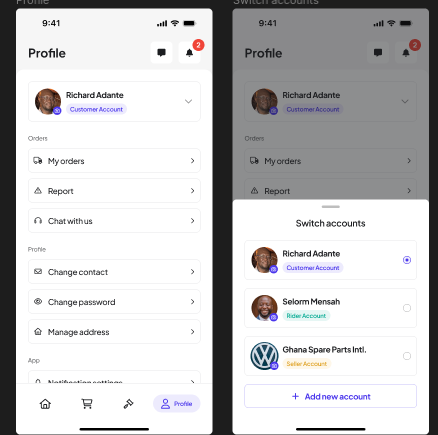 Profile
9:41
Profile
2
Richard Adante
Customer Account
Orders
My orders
Report
Chat with us
Profile
Change contact
Change password
Manage address
App
Notification settings
Profile
Switch accounts
9:41
Profile
2
Richard Adante
Customer Account
Orders
My orders
Report
Switch accounts
Richard Adante
Customer Account
Selorm Mensah
Rider Account
Ghana Spare Parts Intl.
Seller Account
+ Add new account